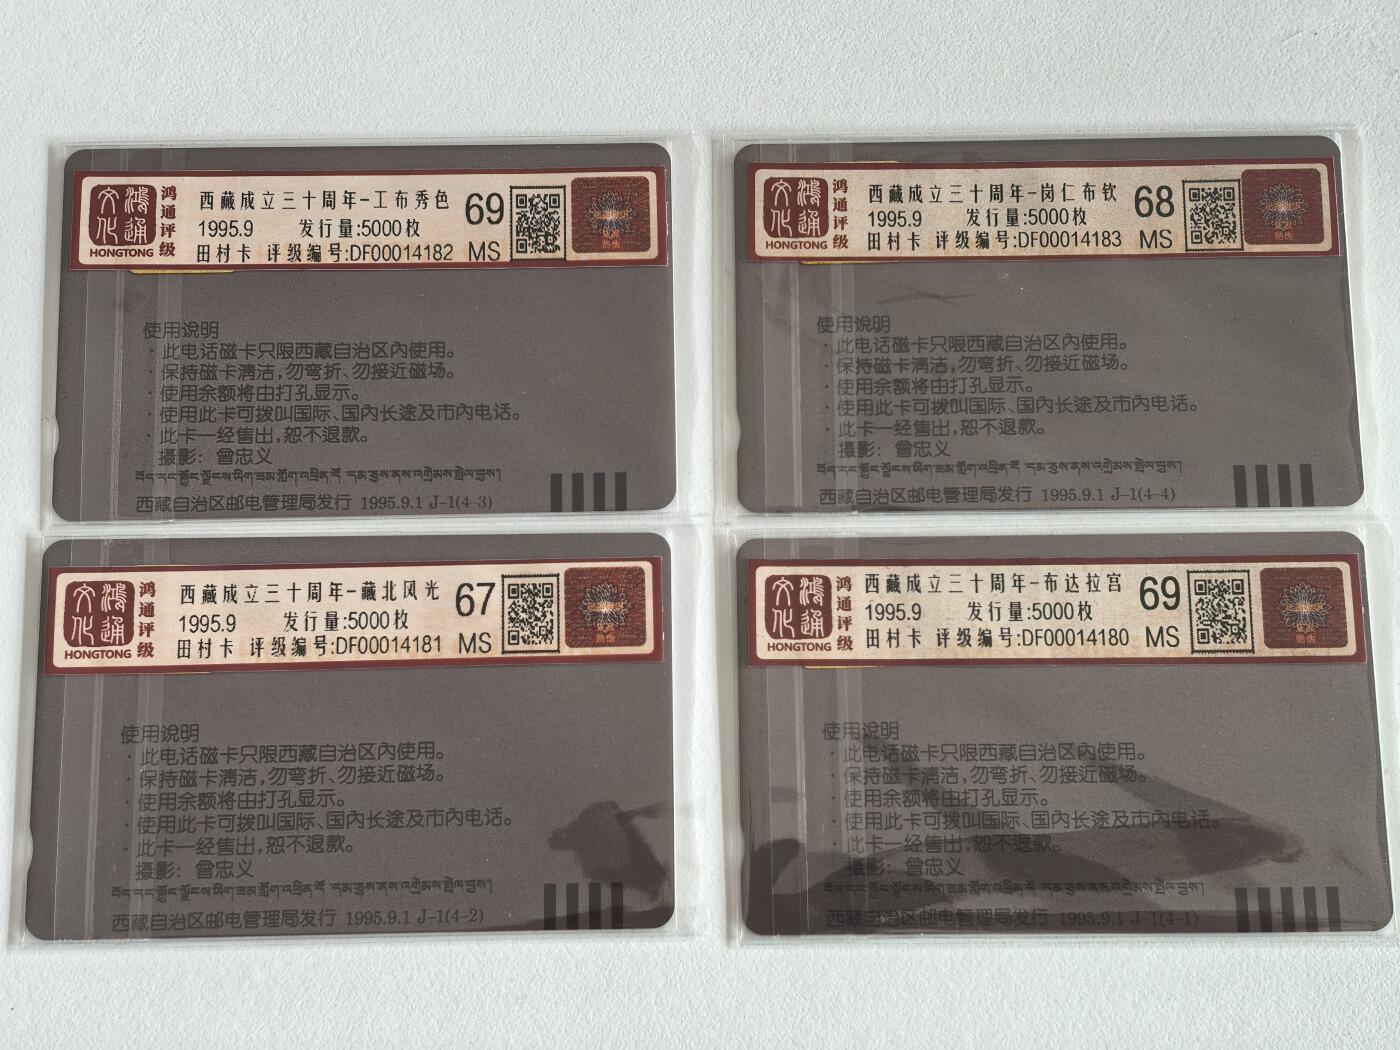 鸿通文化
HONGTONG
鸿通评级
西藏成立三十周年-工布秀色
1995.9 发行量:5000枚
田村卡 评级编号:DF00014182
69
MS
使用说明
·此电话磁卡只限西藏自治区内使用。
·保持磁卡清洁,勿弯折、勿接近磁场。
·使用余额将由打孔显示。
·使用此卡可拨叫国际、国内长途及市内电话。
·此卡一经售出,恕不退款。
摄影: 曾忠义
西藏自治区邮电管理局发行 1995.9.1 J-1(4-3)
鸿通文化
HONGTONG
鸿通评级
西藏成立三十周年-岗仁布钦
1995.9 发行量:5000枚
田村卡 评级编号:DF00014183
68
MS
使用说明
·此电话磁卡只限西藏自治区内使用。
·保持磁卡清洁,勿弯折、勿接近磁场。
·使用余额将由打孔显示。
·使用此卡可拨叫国际、国内长途及市内电话。
·此卡一经售出,恕不退款。
摄影: 曾忠义
西藏自治区邮电管理局发行 1995.9.1 J-1(4-4)
鸿通文化
HONGTONG
鸿通评级
西藏成立三十周年-藏北风光
1995.9 发行量:5000枚
田村卡 评级编号:DF00014181
67
MS
使用说明
·此电话磁卡只限西藏自治区内使用。
·保持磁卡清洁,勿弯折、勿接近磁场。
·使用余额将由打孔显示。
·使用此卡可拨叫国际、国内长途及市内电话。
·此卡一经售出,恕不退款。
摄影: 曾忠义
西藏自治区邮电管理局发行 1995.9.1 J-1(4-2)
鸿通文化
HONGTONG
鸿通评级
西藏成立三十周年-布达拉宫
1995.9 发行量:5000枚
田村卡 评级编号:DF00014180
69
MS
使用说明
·此电话磁卡只限西藏自治区内使用。
·保持磁卡清洁,勿弯折、勿接近磁场。
·使用余额将由打孔显示。
·使用此卡可拨叫国际、国内长途及市内电话。
·此卡一经售出,恕不退款。
摄影: 曾忠义
西藏自治区邮电管理局发行 1995.9.1 J-1(4-1)